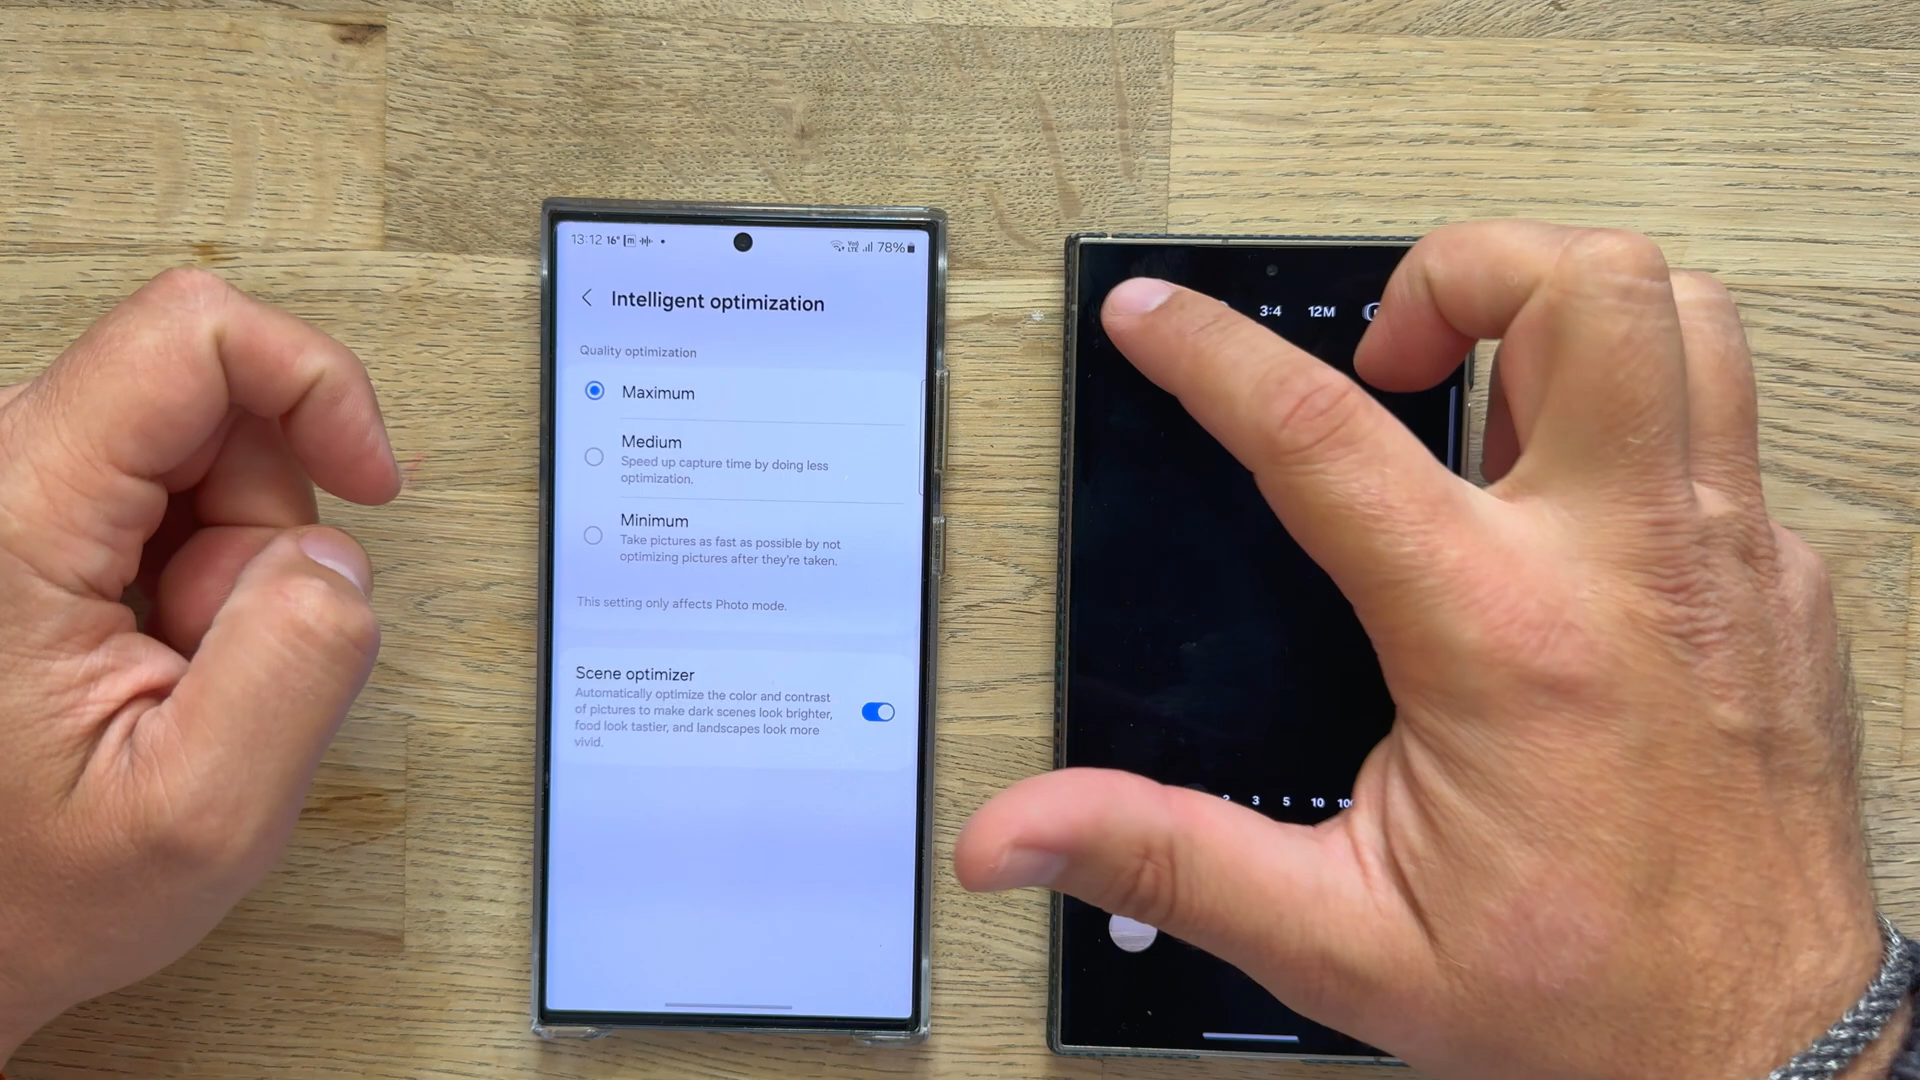 13:12 16° 78%
Intelligent optimization
Quality optimization
Maximum
Medium
Speed up capture time by doing less
optimization.
Minimum
Take pictures as fast as possible by not
optimizing pictures after they're taken.
This setting only affects Photo mode.
Scene optimizer
Automatically optimize the color and contrast
of pictures to make dark scenes look brighter,
food look tastier, and landscapes look more
vivid.
3:4 12M
3 5 10